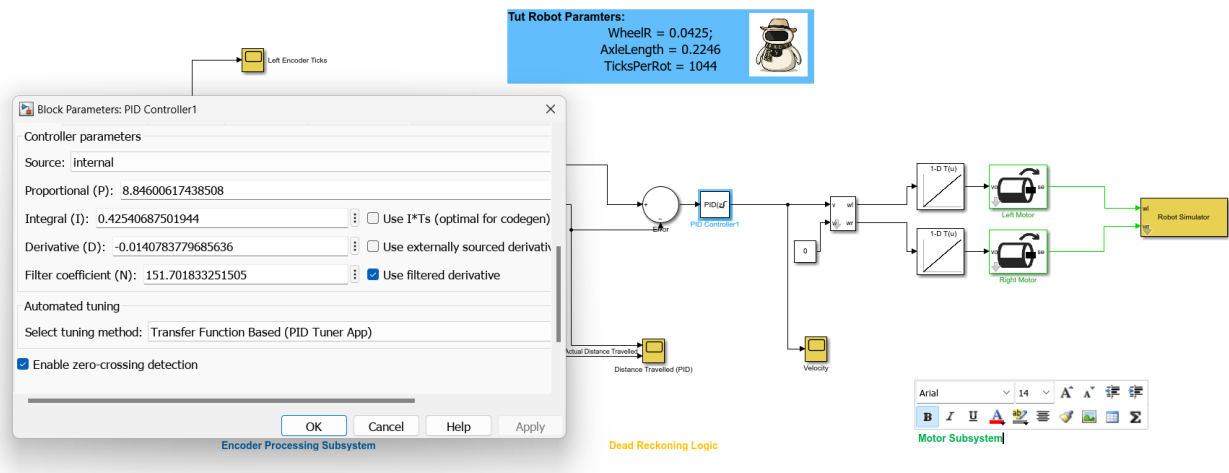 Tut Robot Paramters:
WheelR = 0.0425;
AxleLength = 0.2246
TicksPerRot = 1044
Left Encoder Ticks
Block Parameters: PID Controller1
Controller parameters
Source: internal
Proportional (P): 8.84600617438508
Integral (I): 0.42540687501944
Use I*Ts (optimal for codegen)
Derivative (D): -0.0140783779685636
Use externally sourced derivativ
Filter coefficient (N): 151.701833251505
Use filtered derivative
Automated tuning
Select tuning method: Transfer Function Based (PID Tuner App)
Enable zero-crossing detection
OK
Cancel
Help
Apply
+
−
Error
PID(z)
PID Controller1
v wl
wr
0
1-D T(u)
1-D T(u)
Left Motor
Right Motor
wl
Robot Simulator
Actual Distance Travelled
Distance Travelled (PID)
Velocity
Arial
14
B I U A ab
Motor Subsystem
Encoder Processing Subsystem
Dead Reckoning Logic